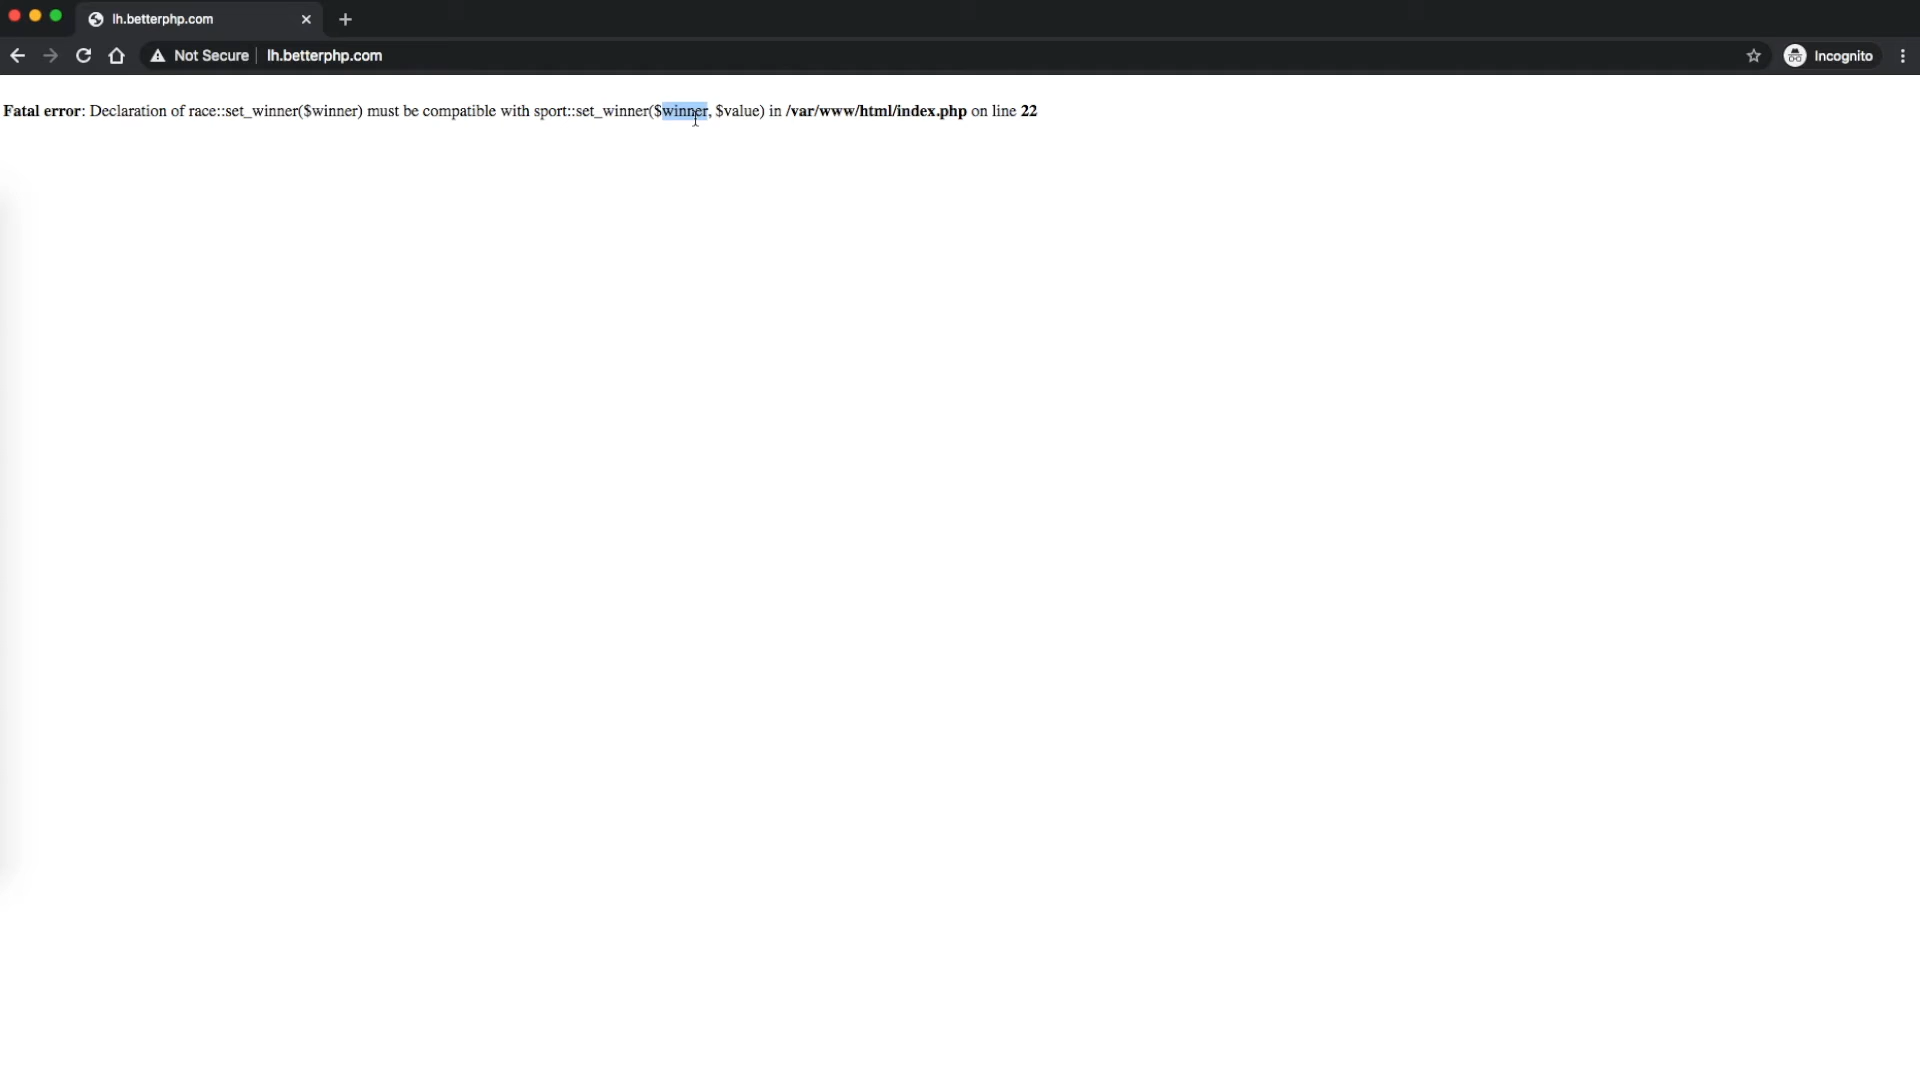 lh.betterphp.com
Not Secure lh.betterphp.com Incognito
Fatal error: Declaration of race::set_winner($winner) must be compatible with sport::set_winner($winner, $value) in /var/www/html/index.php on line 22